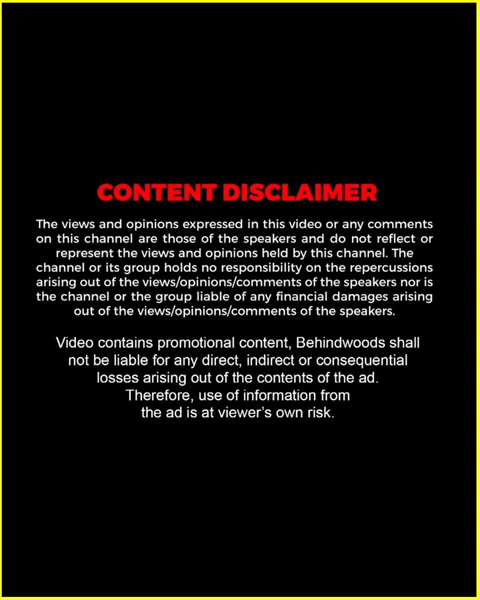 CONTENT DISCLAIMER
The views and opinions expressed in this video or any comments
on this channel are those of the speakers and do not reflect or
represent the views and opinions held by this channel. The
channel or its group holds no responsibility on the repercussions
arising out of the views/opinions/comments of the speakers nor is
the channel or the group liable of any financial damages arising
out of the views/opinions/comments of the speakers.
Video contains promotional content, Behindwoods shall
not be liable for any direct, indirect or consequential
losses arising out of the contents of the ad.
Therefore, use of information from
the ad is at viewer's own risk.